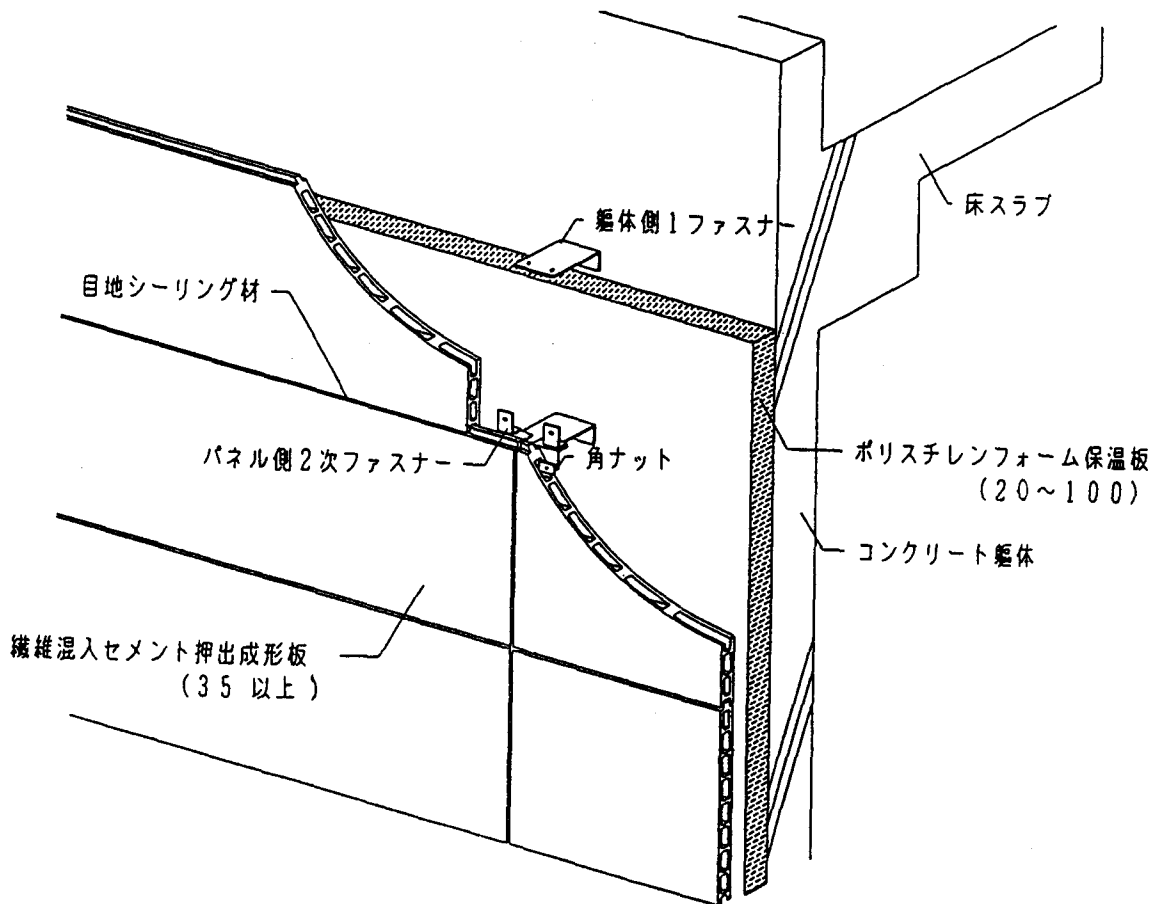 床スラブ
躯体側1ファスナー
目地シーリング材
パネル側2次ファスナー
角ナット
ポリスチレンフォーム保温板
(20～100)
コンクリート躯体
繊維混入セメント押出成形板
(35 以上)